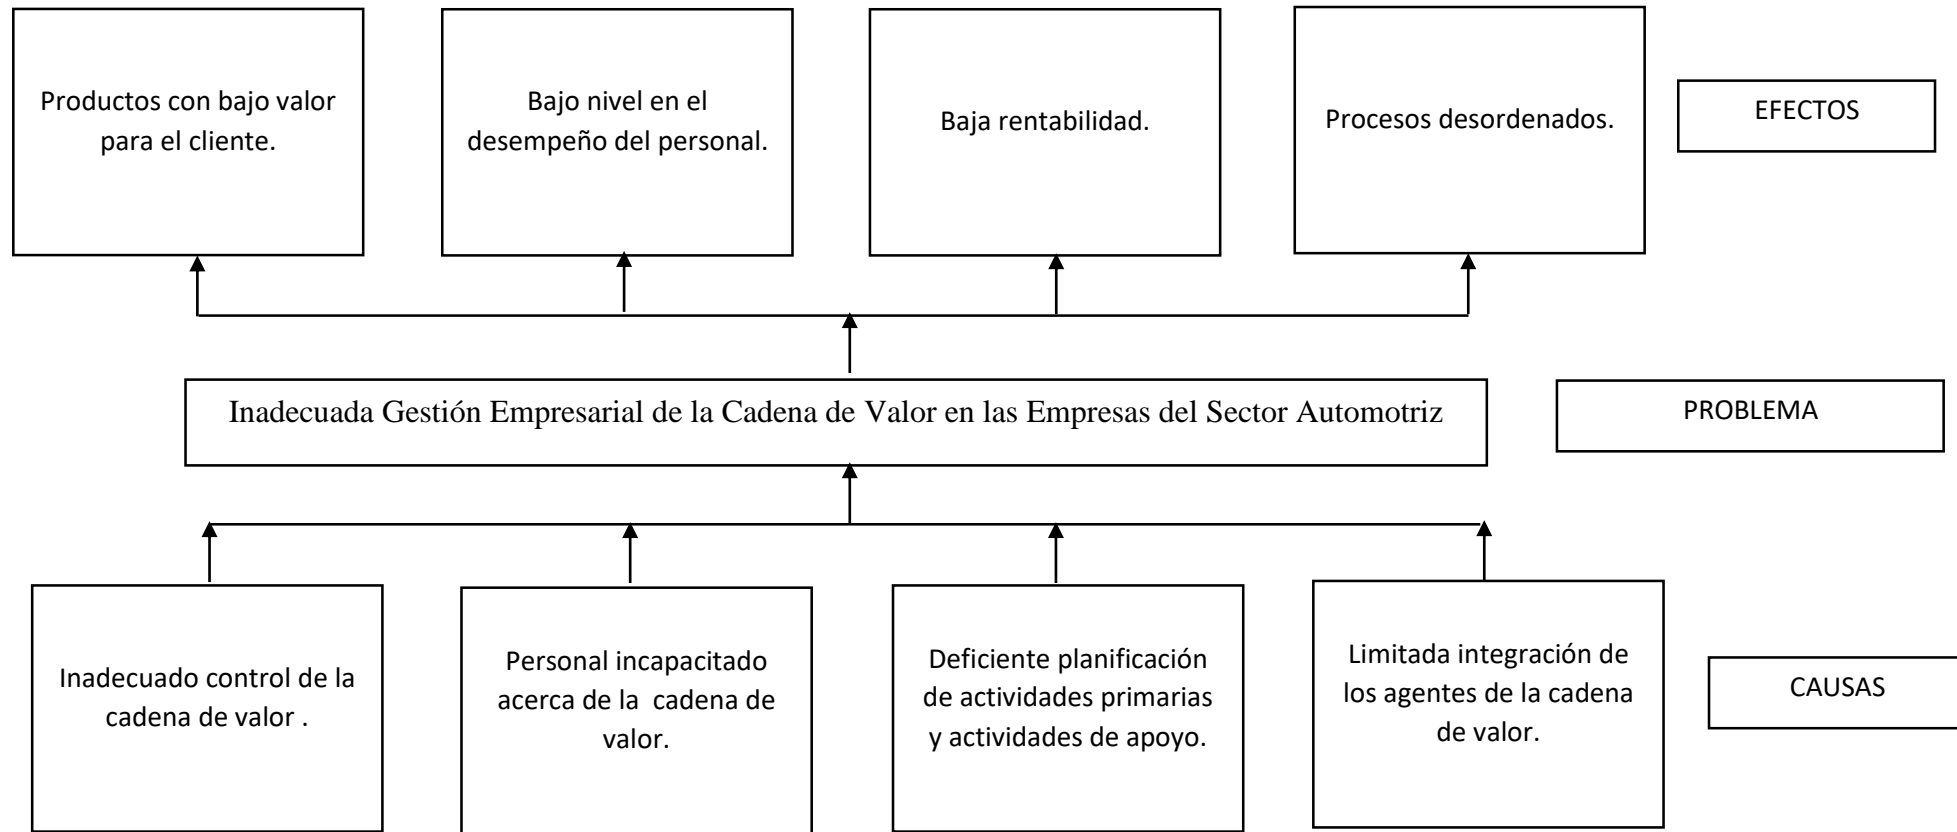 Productos con bajo valor
para el cliente.
Bajo nivel en el
desempeño del personal.
Baja rentabilidad.
Procesos desordenados.
EFECTOS
Inadecuada Gestión Empresarial de la Cadena de Valor en las Empresas del Sector Automotriz
PROBLEMA
Inadecuado control de la
cadena de valor .
Personal incapacitado
acerca de la  cadena de
valor.
Deficiente planificación
de actividades primarias
y actividades de apoyo.
Limitada integración de
los agentes de la cadena
de valor.
CAUSAS